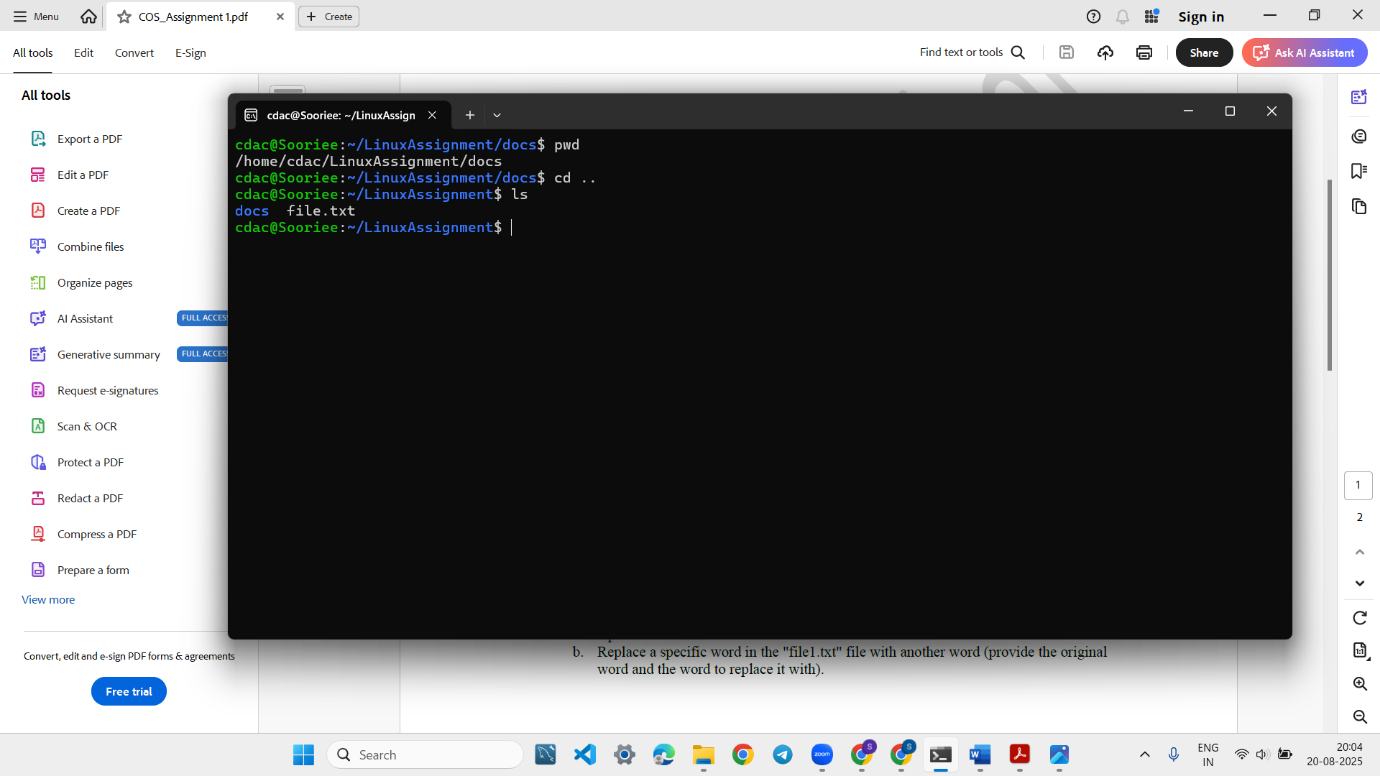 Menu
COS_Assignment 1.pdf
Create
Sign in
All tools
Edit
Convert
E-Sign
Find text or tools
Share
Ask AI Assistant
All tools
Export a PDF
Edit a PDF
Create a PDF
Combine files
Organize pages
AI Assistant
FULL ACCES
Generative summary
FULL ACCES
Request e-signatures
Scan & OCR
Protect a PDF
Redact a PDF
Compress a PDF
Prepare a form
View more
Convert, edit and e-sign PDF forms & agreements
Free trial
cdac@Sooriee: ~/LinuxAssign
cdac@Sooriee:~/LinuxAssignment/docs$ pwd
/home/cdac/LinuxAssignment/docs
cdac@Sooriee:~/LinuxAssignment/docs$ cd ..
cdac@Sooriee:~/LinuxAssignment$ ls
docs  file.txt
cdac@Sooriee:~/LinuxAssignment$
b. Replace a specific word in the "file1.txt" file with another word (provide the original
word and the word to replace it with).
1
2
Search
zoom
ENG
IN
20:04
20-08-2025